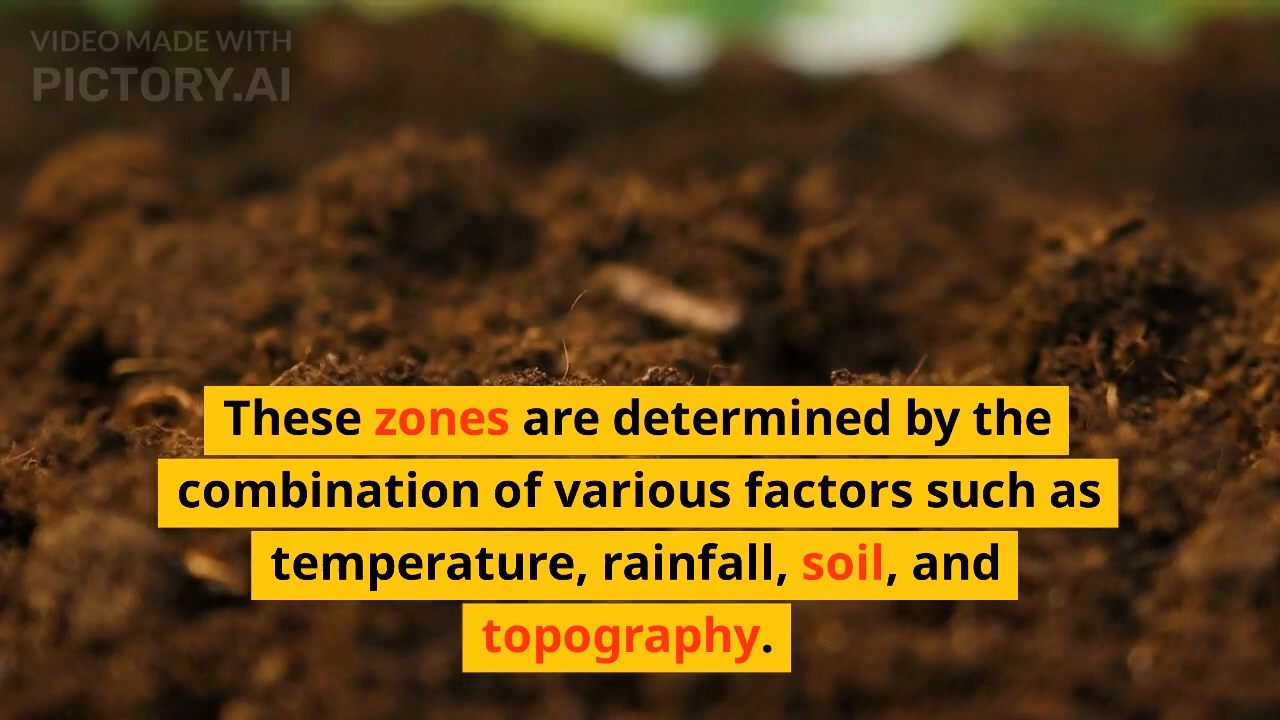 VIDEO MADE WITH
PICTORY.AI
These zones are determined by the
combination of various factors such as
temperature, rainfall, soil, and
topography.